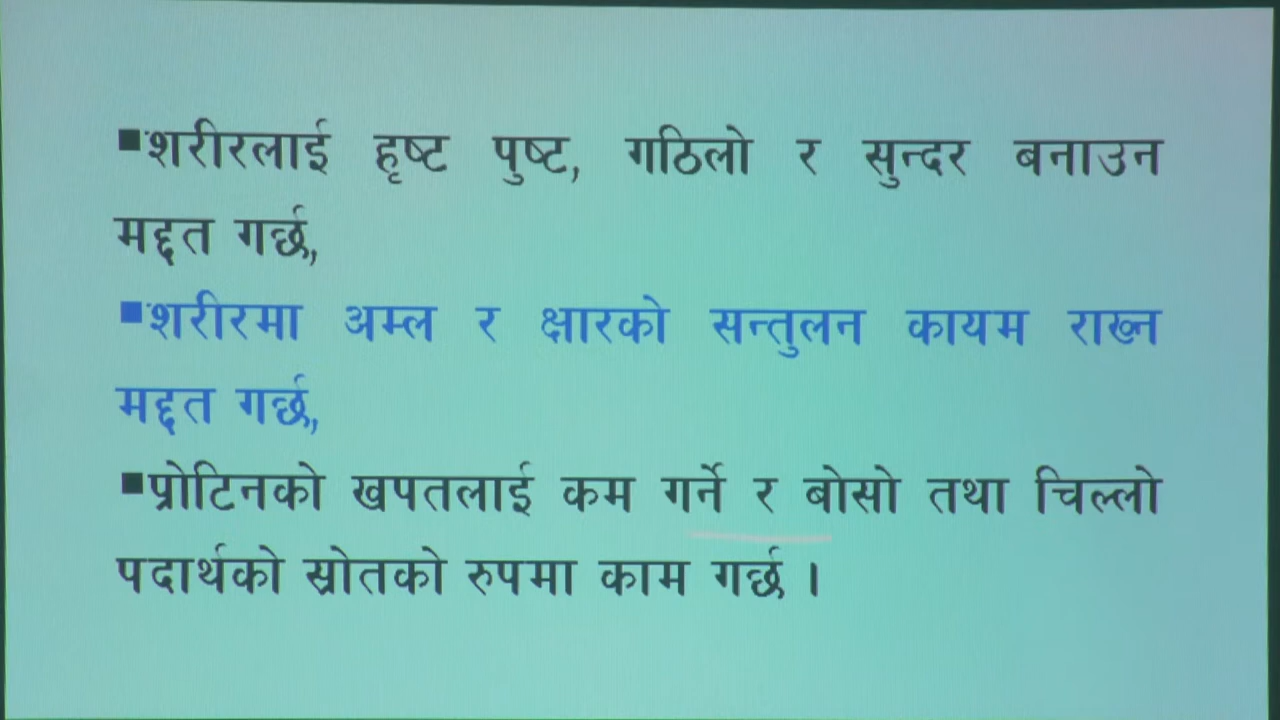 ▪शरीरलाई हृष्ट पुष्ट, गठिलो र सुन्दर बनाउन
मद्दत गर्छ,
▪शरीरमा अम्ल र क्षारको सन्तुलन कायम राख्न
मद्दत गर्छ,
▪प्रोटिनको खपतलाई कम गर्ने र बोसो तथा चिल्लो
पदार्थको स्रोतको रुपमा काम गर्छ ।